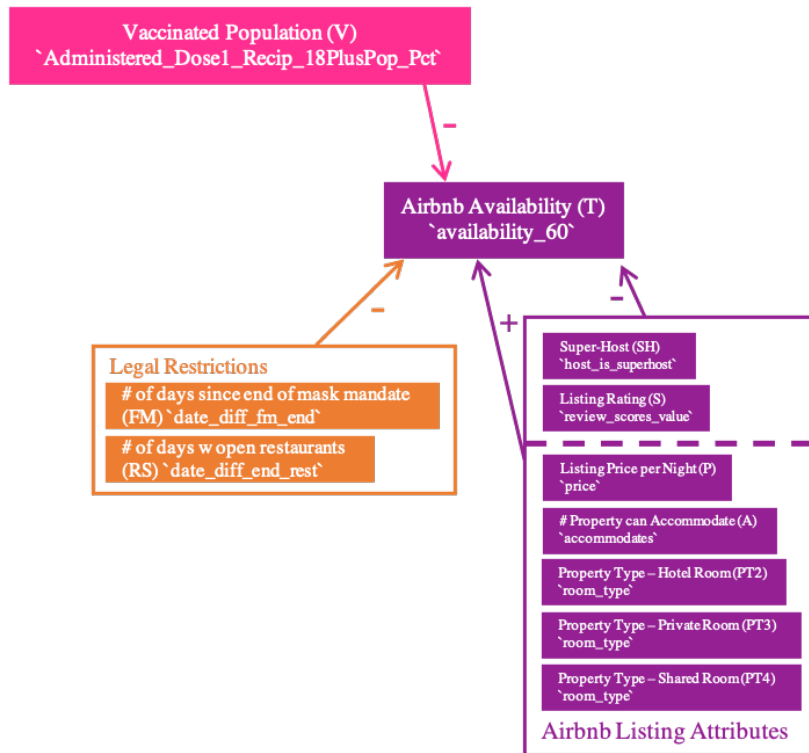 Vaccinated Population (V)
`Administered_Dose1_Recip_18PlusPop_Pct`
-
Airbnb Availability (T)
`availability_60`
-
+
-
Legal Restrictions
# of days since end of mask mandate
(FM) `date_diff_fm_end`
# of days w open restaurants
(RS) `date_diff_end_rest`
Super-Host (SH)
`host_is_superhost`
Listing Rating (S)
`review_scores_value`
Listing Price per Night (P)
`price`
# Property can Accommodate (A)
`accommodates`
Property Type – Hotel Room (PT2)
`room_type`
Property Type – Private Room (PT3)
`room_type`
Property Type – Shared Room (PT4)
`room_type`
Airbnb Listing Attributes